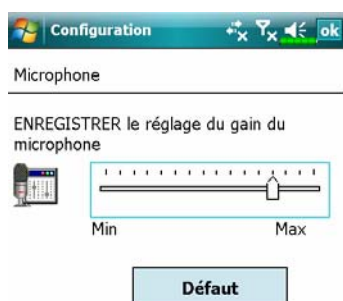 Configuration ok
Microphone
ENREGISTRER le réglage du gain du
microphone
Min Max
Défaut